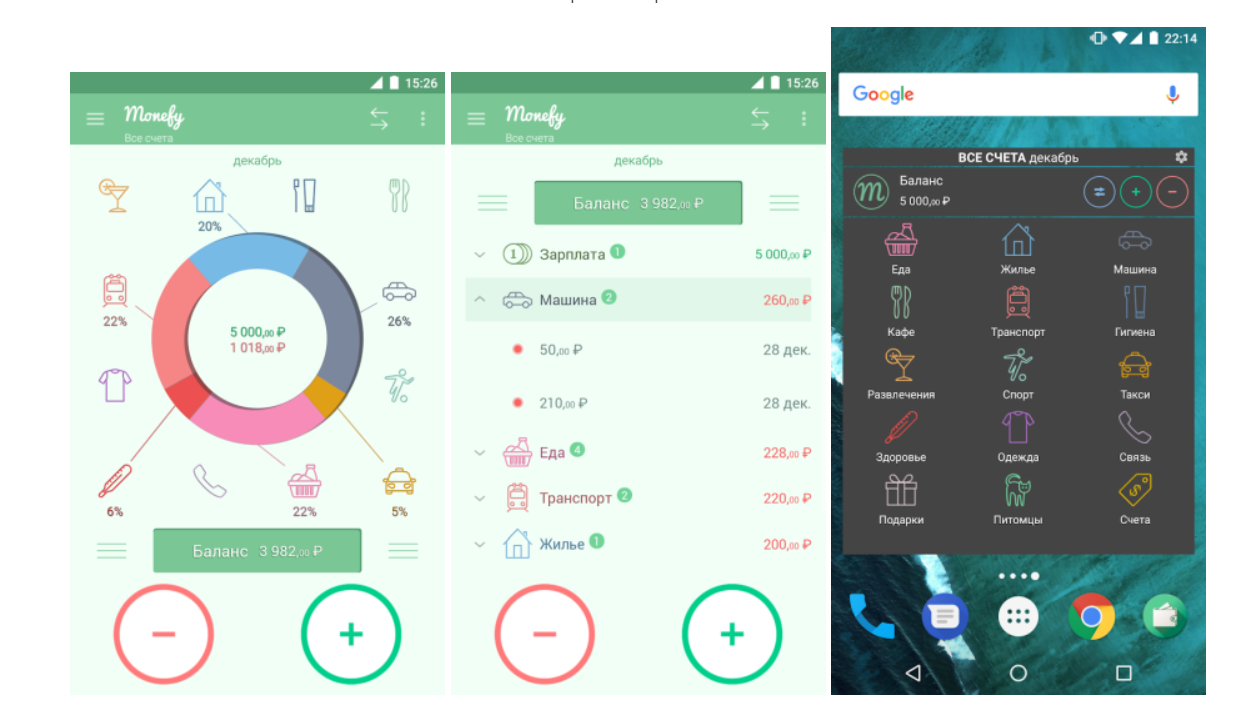 15:26
Monefy
Все счета
декабрь
20%
22%
26%
5 000,00 ₽
1 018,00 ₽
6%
22%
5%
Баланс 3 982,00 ₽
15:26
Monefy
Все счета
декабрь
Баланс 3 982,00 ₽
1 Зарплата 1 5 000,00 ₽
Машина 2 260,00 ₽
50,00 ₽ 28 дек.
210,00 ₽ 28 дек.
Еда 4 228,00 ₽
Транспорт 2 220,00 ₽
Жилье 1 200,00 ₽
22:14
Google
ВСЕ СЧЕТА декабрь
m
Баланс
5 000,00 ₽
Еда Жилье Машина
Кафе Транспорт Гигиена
Развлечения Спорт Такси
Здоровье Одежда Связь
Подарки Питомцы Счета